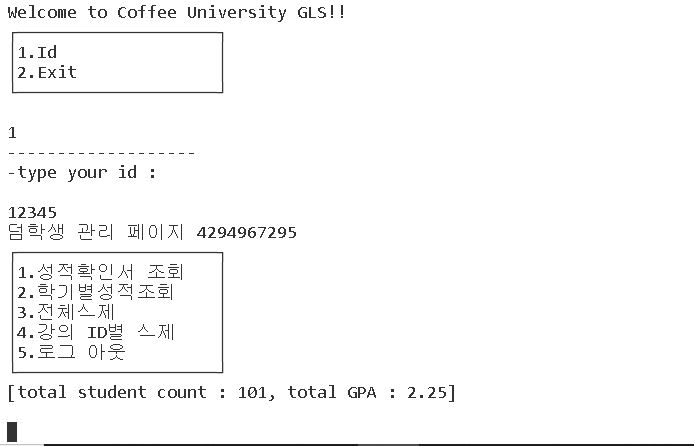 Welcome to Coffee University GLS!!
1.Id
2.Exit
1
-------------------
-type your id :
12345
덤학생 관리 페이지 4294967295
1.성적확인서 조회
2.학기별성적조회
3.전체스제
4.강의 ID별 스제
5.로그 아웃
[total student count : 101, total GPA : 2.25]